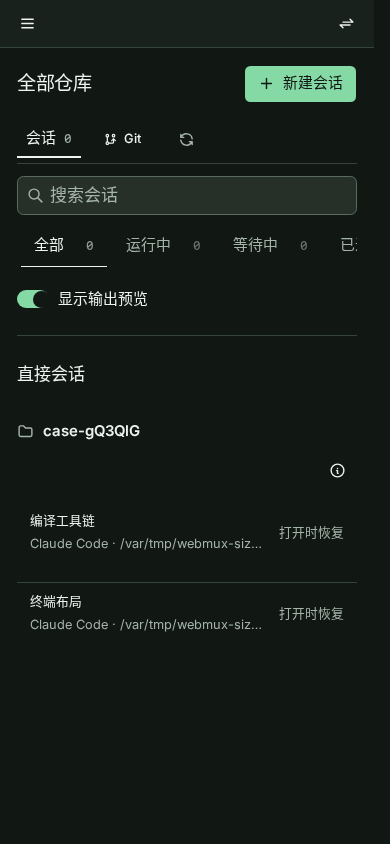 全部仓库
新建会话
会话 0
Git
搜索会话
全部 0
运行中 0
等待中 0
显示输出预览
直接会话
case-gQ3QIG
编译工具链
Claude Code · /var/tmp/webmux-siz...
打开时恢复
终端布局
Claude Code · /var/tmp/webmux-siz...
打开时恢复